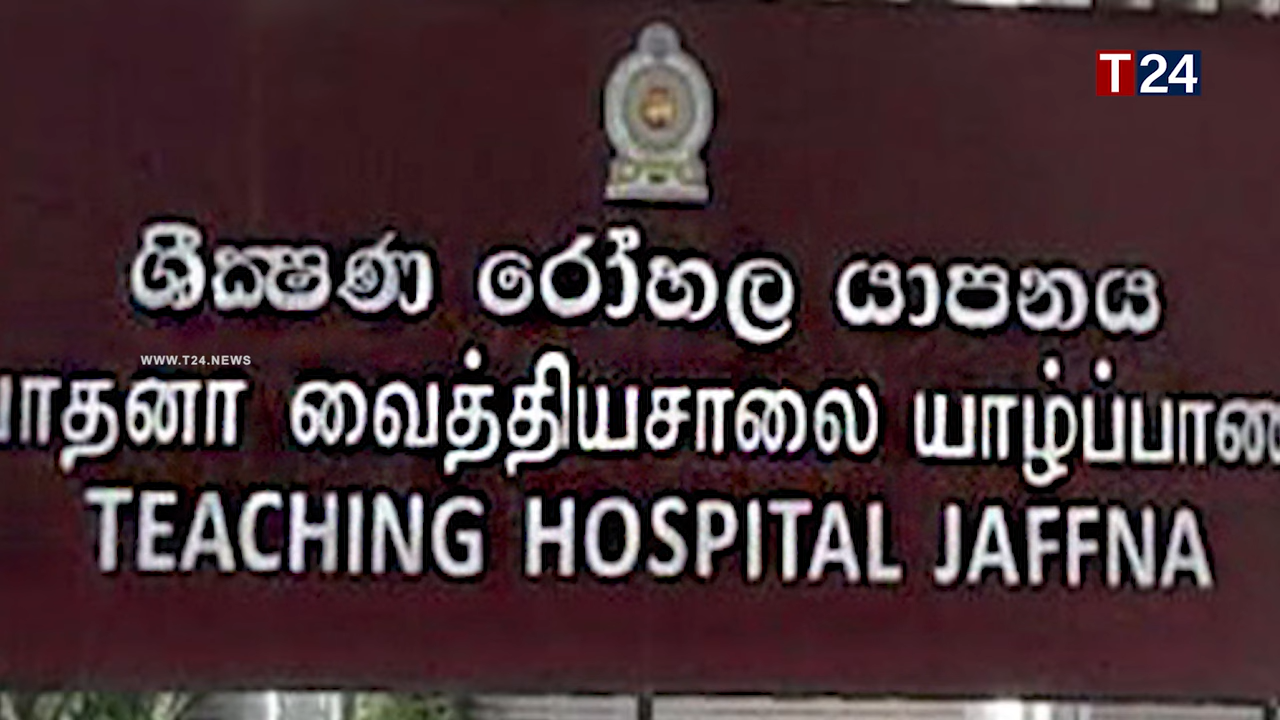 T24
ශීක්‍ෂණ රෝහල යාපනය
WWW.T24.NEWS
பாதனா வைத்தியசாலை யாழ்ப்பாண
TEACHING HOSPITAL JAFFNA